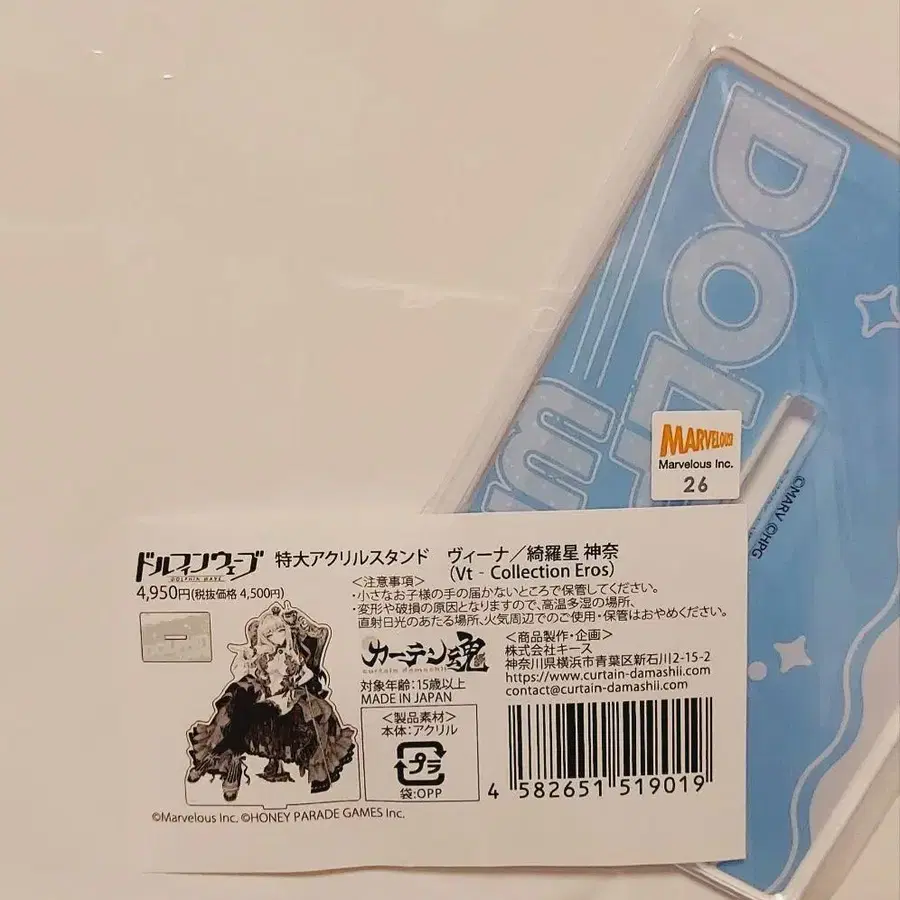 DOLP
W
MARVELOUS!
Marvelous Inc.
26
©MARV ©HPG
ドルフィンウェーブ
DOLPHIN WAVE
特大アクリルスタンド ヴィーナ／綺羅星 神奈
(Vt - Collection Eros)
4,950円(税抜価格 4,500円)
＜注意事項＞
・小さなお子様の手の届かないところで保管してください。
・変形や破損の原因となりますので、高温多湿の場所、
直射日光のあたる場所、火気周辺でのご使用・保管はおやめください。
カーテン魂
curtain damashii
対象年齢：15歳以上
MADE IN JAPAN
＜製品素材＞
本体：アクリル
プラ
袋:OPP
＜商品製作・企画＞
株式会社キース
神奈川県横浜市青葉区新石川2-15-2
https://www.curtain-damashii.com
contact@curtain-damashii.com
4 582651 519019
©Marvelous Inc. ©HONEY PARADE GAMES Inc.